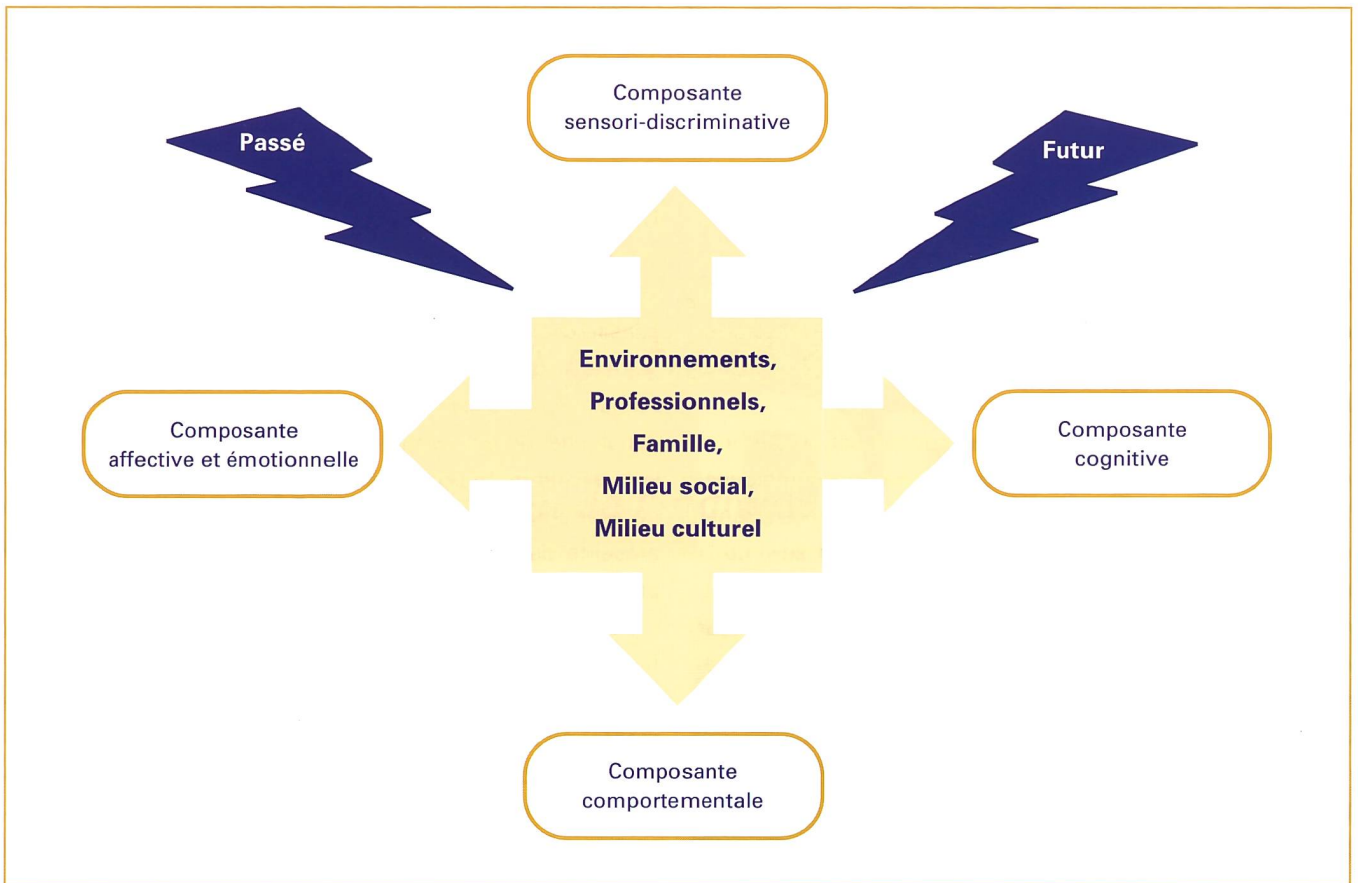 Composante
sensori-discriminative
Passé
Futur
Environnements,
Professionnels,
Famille,
Milieu social,
Milieu culturel
Composante
affective et émotionnelle
Composante
cognitive
Composante
comportementale